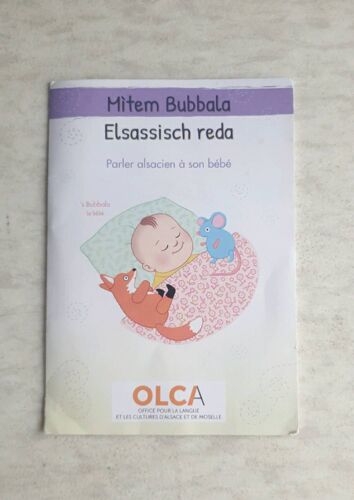 Mìtem Bubbala
Elsassisch reda
Parler alsacien à son bébé
's Bubbala
le bébé
OLCA
OFFICE POUR LA LANGUE
ET LES CULTURES D'ALSACE ET DE MOSELLE